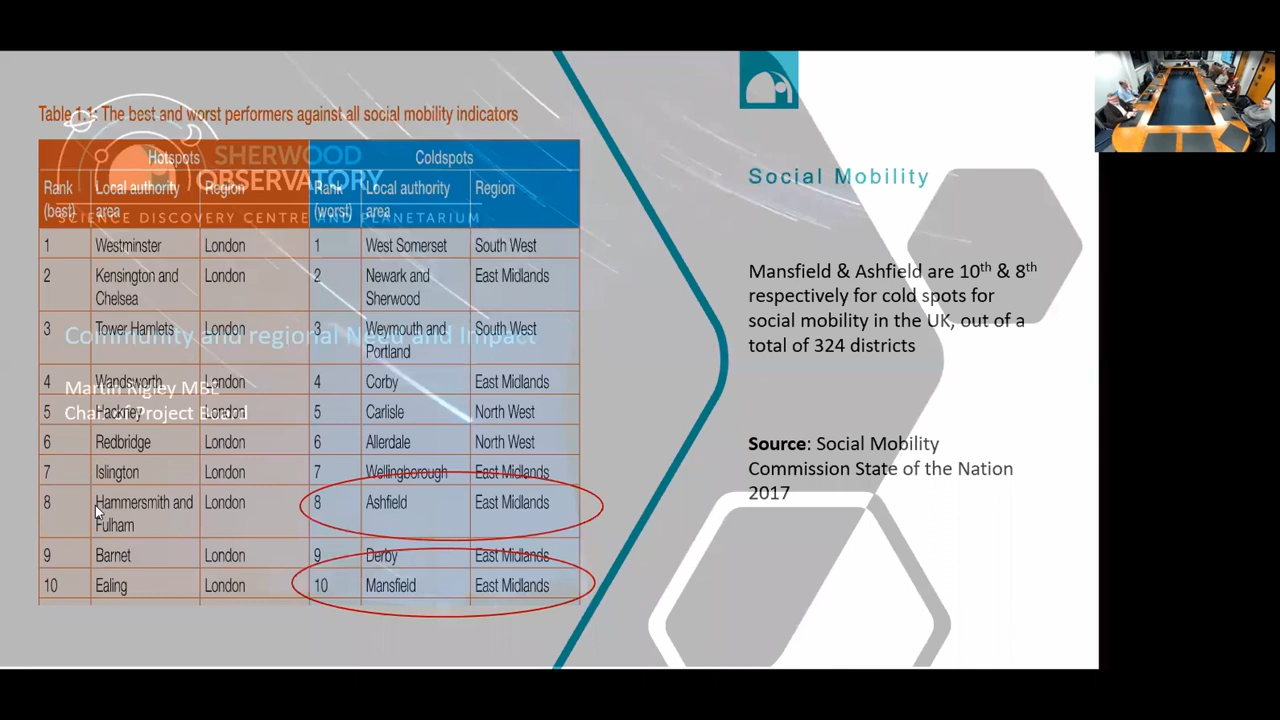 Table 1.1: The best and worst performers against all social mobility indicators
Hotspots Coldspots
Rank (best) Local authority area Region Rank (worst) Local authority area Region
1 Westminster London 1 West Somerset South West
2 Kensington and Chelsea London 2 Newark and Sherwood East Midlands
3 Tower Hamlets London 3 Weymouth and Portland South West
4 Wandsworth London 4 Corby East Midlands
5 Hackney London 5 Carlisle North West
6 Redbridge London 6 Allerdale North West
7 Islington London 7 Wellingborough East Midlands
8 Hammersmith and Fulham London 8 Ashfield East Midlands
9 Barnet London 9 Derby East Midlands
10 Ealing London 10 Mansfield East Midlands
SHERWOOD
OBSERVATORY
SCIENCE DISCOVERY CENTRE AND PLANETARIUM
Community and regional Need and Impact
Martin Rigley MBE
Chair of Project Board
Social Mobility
Mansfield & Ashfield are 10th & 8th
respectively for cold spots for
social mobility in the UK, out of a
total of 324 districts
Source: Social Mobility
Commission State of the Nation
2017